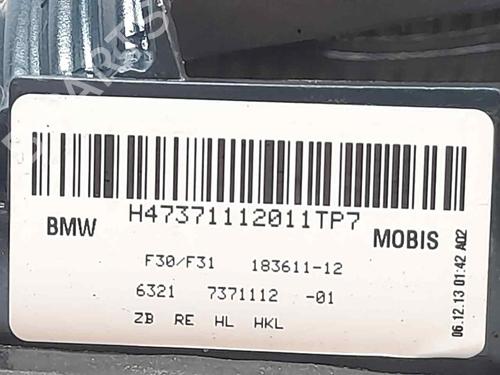 H47371112011TP7
BMW
MOBIS
F30/F31 183611-12
6321 7371112 -01
ZB RE HL HKL
06.12.13 01:42 A02